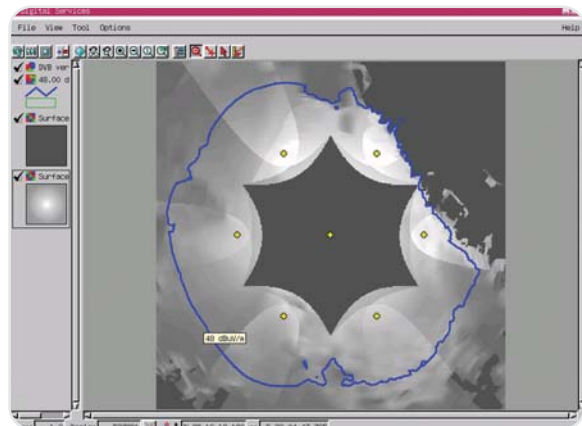 Digital Services
File View Tool Options Help
DVB ver
48.00 d
Surface
Surface
48 dBuV/m